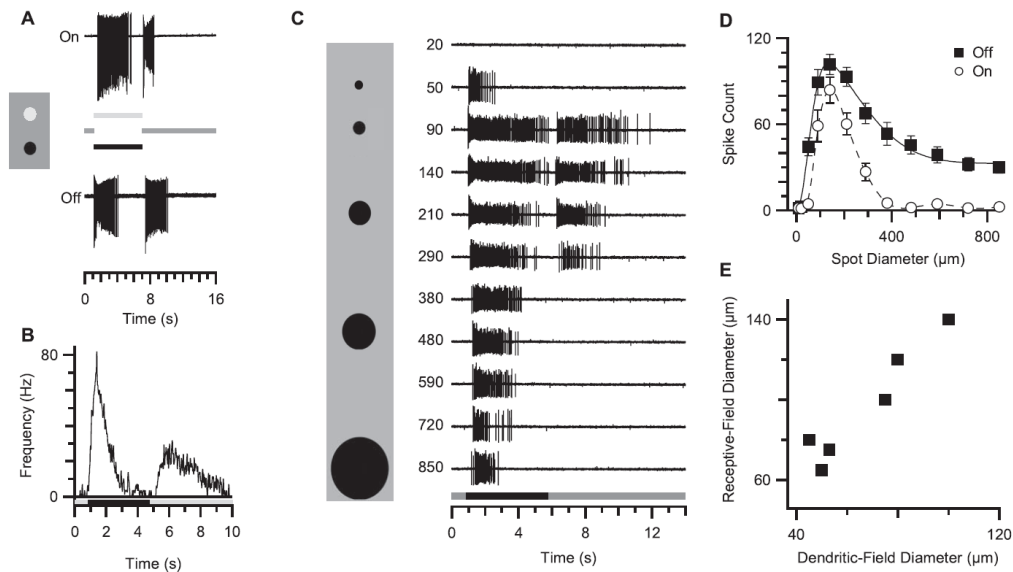 A
On
Off
0 8 16
Time (s)
B
80
Frequency (Hz)
0
0 2 4 6 8 10
Time (s)
C
20
50
90
140
210
290
380
480
590
720
850
0 4 8 12
Time (s)
D
120
Off
On
Spike Count
60
0
0 400 800
Spot Diameter (µm)
E
140
Receptive-Field Diameter (µm)
60
40 120
Dendritic-Field Diameter (µm)